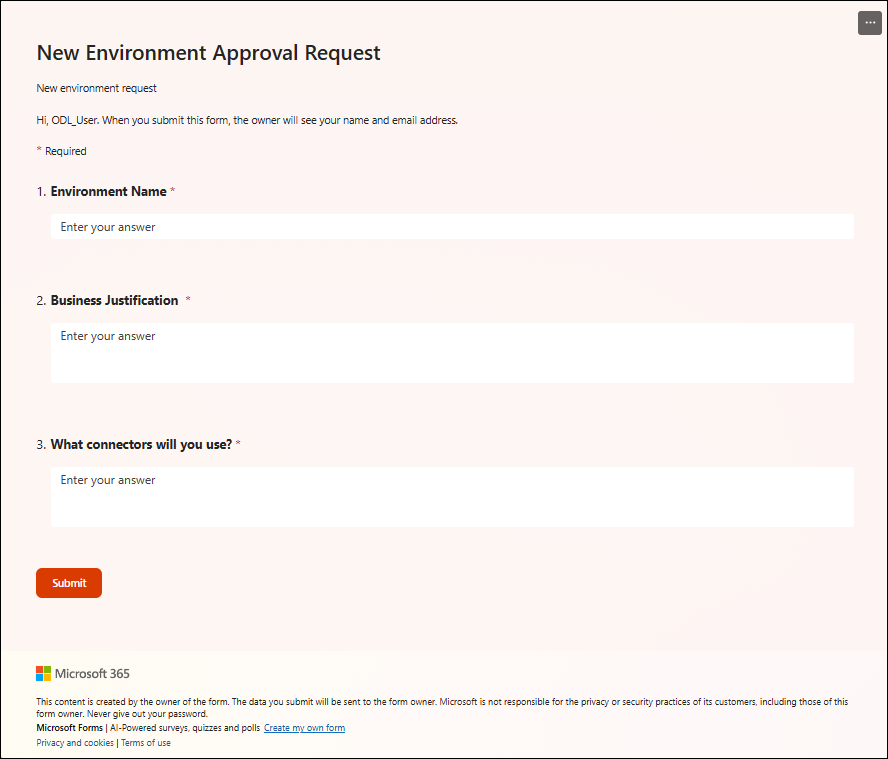 ...
New Environment Approval Request
New environment request
Hi, ODL_User. When you submit this form, the owner will see your name and email address.
* Required
1. Environment Name *
Enter your answer
2. Business Justification *
Enter your answer
3. What connectors will you use? *
Enter your answer
Submit
Microsoft 365
This content is created by the owner of the form. The data you submit will be sent to the form owner. Microsoft is not responsible for the privacy or security practices of its customers, including those of this
form owner. Never give out your password.
Microsoft Forms | AI-Powered surveys, quizzes and polls Create my own form
Privacy and cookies | Terms of use